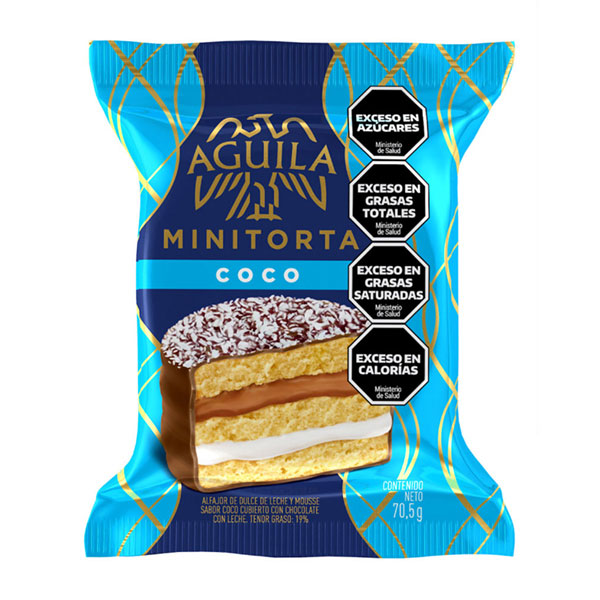 AGUILA
MINITORTA
COCO
EXCESO EN
AZÚCARES
Ministerio
de Salud
EXCESO EN
GRASAS
TOTALES
Ministerio
de Salud
EXCESO EN
GRASAS
SATURADAS
Ministerio
de Salud
EXCESO EN
CALORÍAS
Ministerio
de Salud
ALFAJOR DE DULCE DE LECHE Y MOUSSE
SABOR COCO CUBIERTO CON CHOCOLATE
CON LECHE. TENOR GRASO: 19%
CONTENIDO
NETO
70,5 g